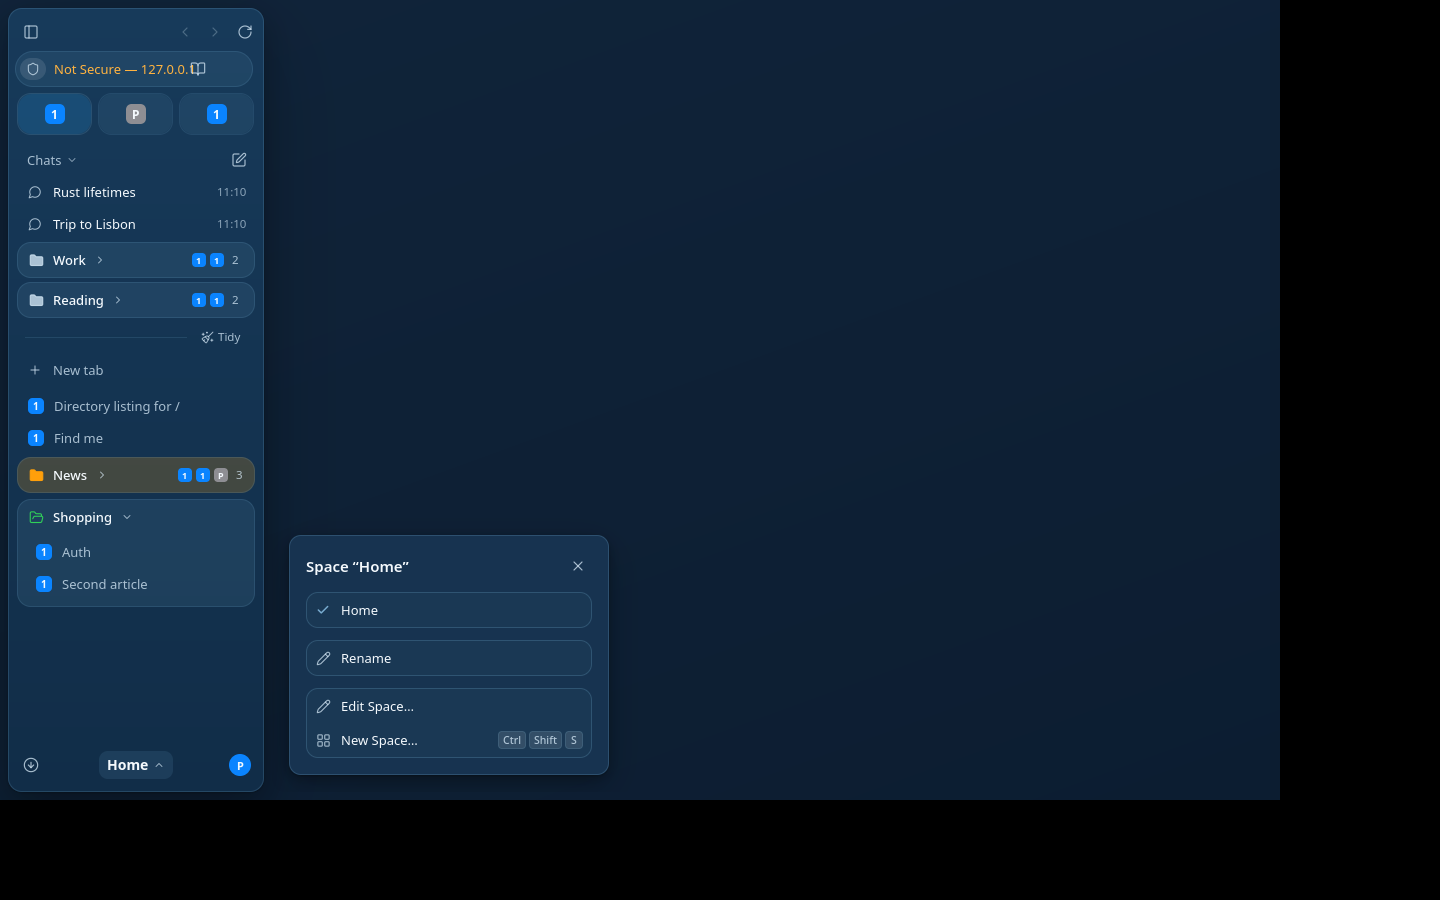 Not Secure — 127.0.0.1
1 P 1
Chats
Rust lifetimes 11:10
Trip to Lisbon 11:10
Work 1 1 2
Reading 1 1 2
Tidy
New tab
1 Directory listing for /
1 Find me
News 1 1 P 3
Shopping
1 Auth
1 Second article
Home P
Space “Home”
Home
Rename
Edit Space…
New Space… Ctrl Shift S